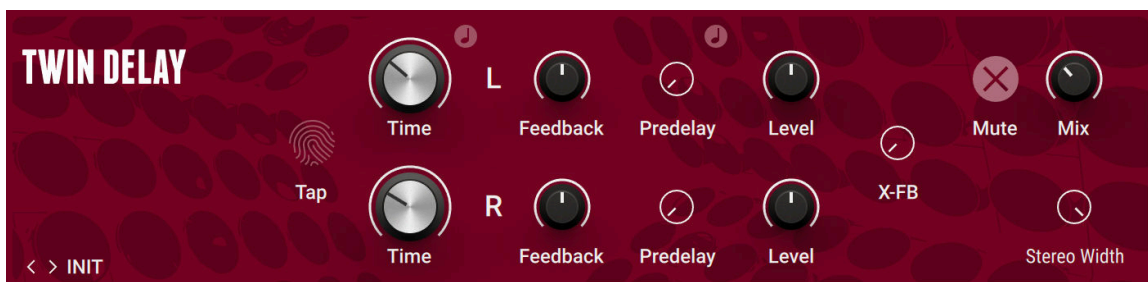 TWIN DELAY
L
Time
Feedback
Predelay
Level
Mute
Mix
Tap
X-FB
R
Time
Feedback
Predelay
Level
Stereo Width
< > INIT